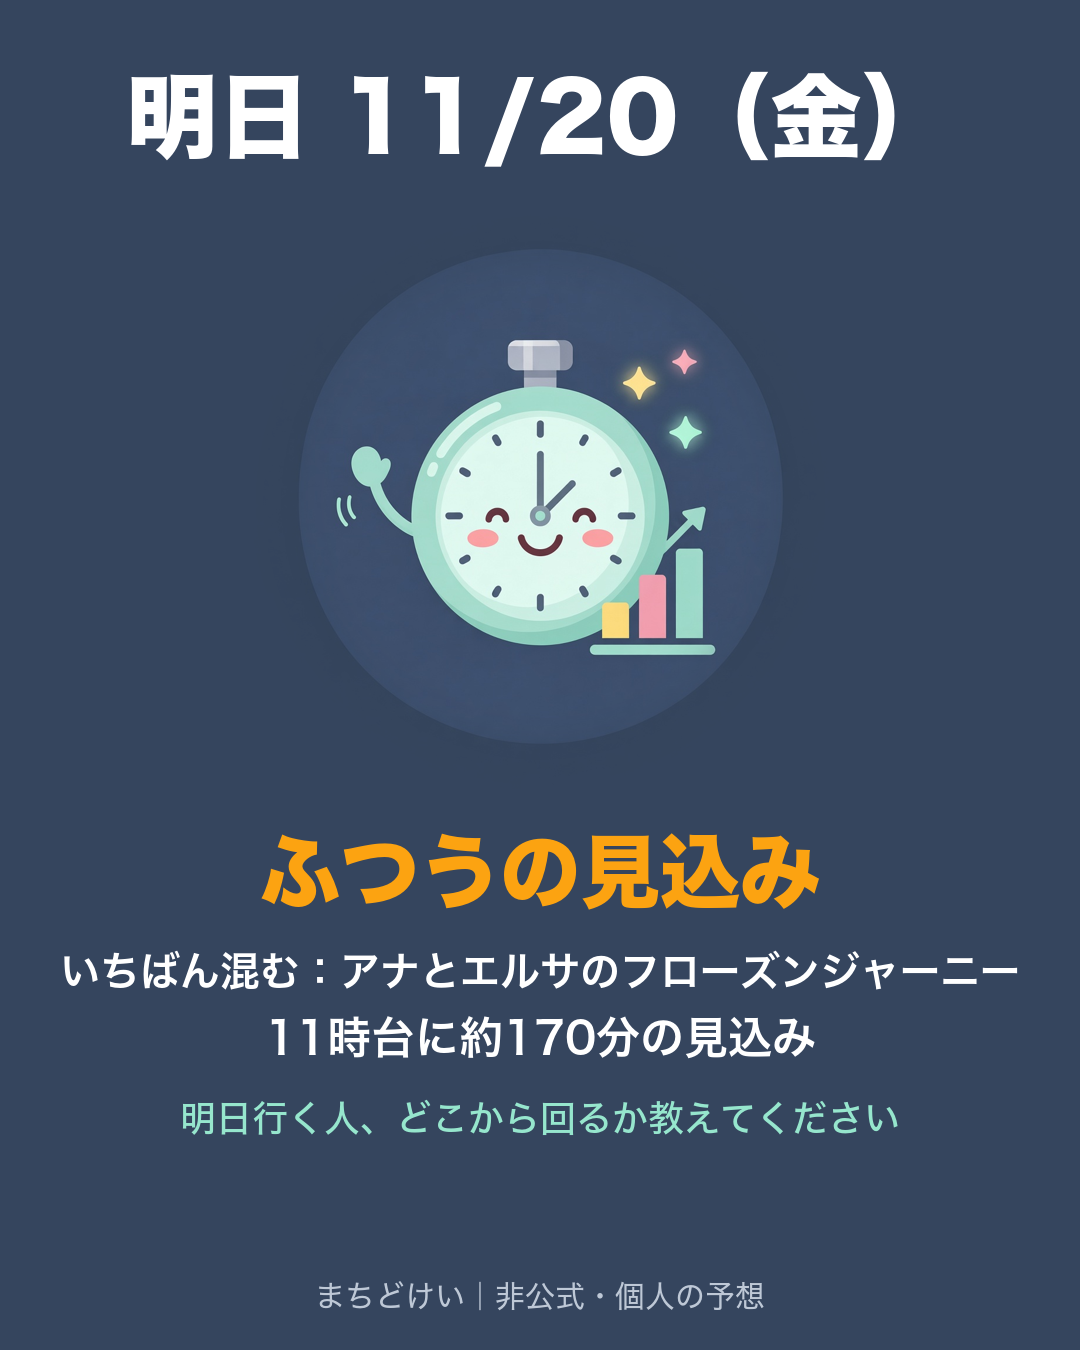 明日 11/20（金）
ふつうの見込み
いちばん混む：アナとエルサのフローズンジャーニー
11時台に約170分の見込み
明日行く人、どこから回るか教えてください
まちどけい｜非公式・個人の予想